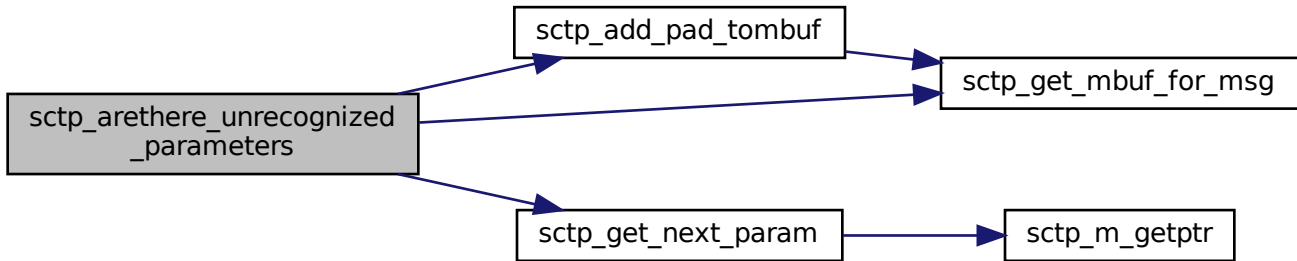 sctp_add_pad_tombuf
sctp_get_mbuf_for_msg
sctp_arethere_unrecognized
_parameters
sctp_get_next_param
sctp_m_getptr